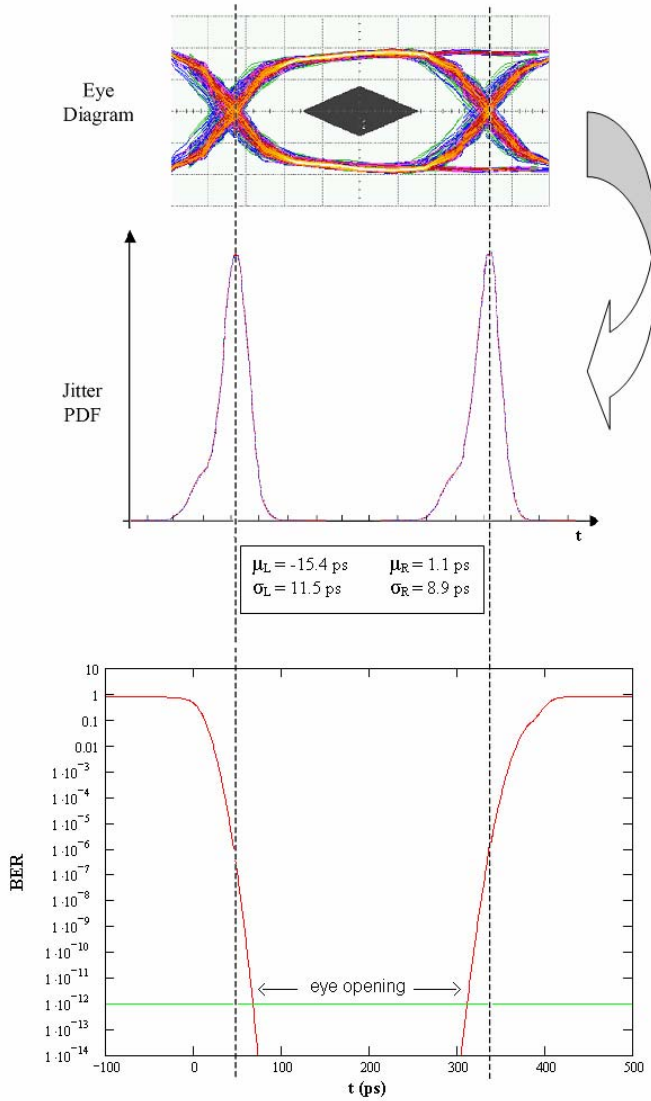 Eye
Diagram
Jitter
PDF
t
μL = -15.4 ps μR = 1.1 ps
σL = 11.5 ps σR = 8.9 ps
10
1
0.1
0.01
1·10⁻³
1·10⁻⁴
1·10⁻⁵
1·10⁻⁶
1·10⁻⁷
1·10⁻⁸
1·10⁻⁹
1·10⁻¹⁰
1·10⁻¹¹
1·10⁻¹²
1·10⁻¹³
1·10⁻¹⁴
BER
eye opening
−100 0 100 200 300 400 500
t (ps)